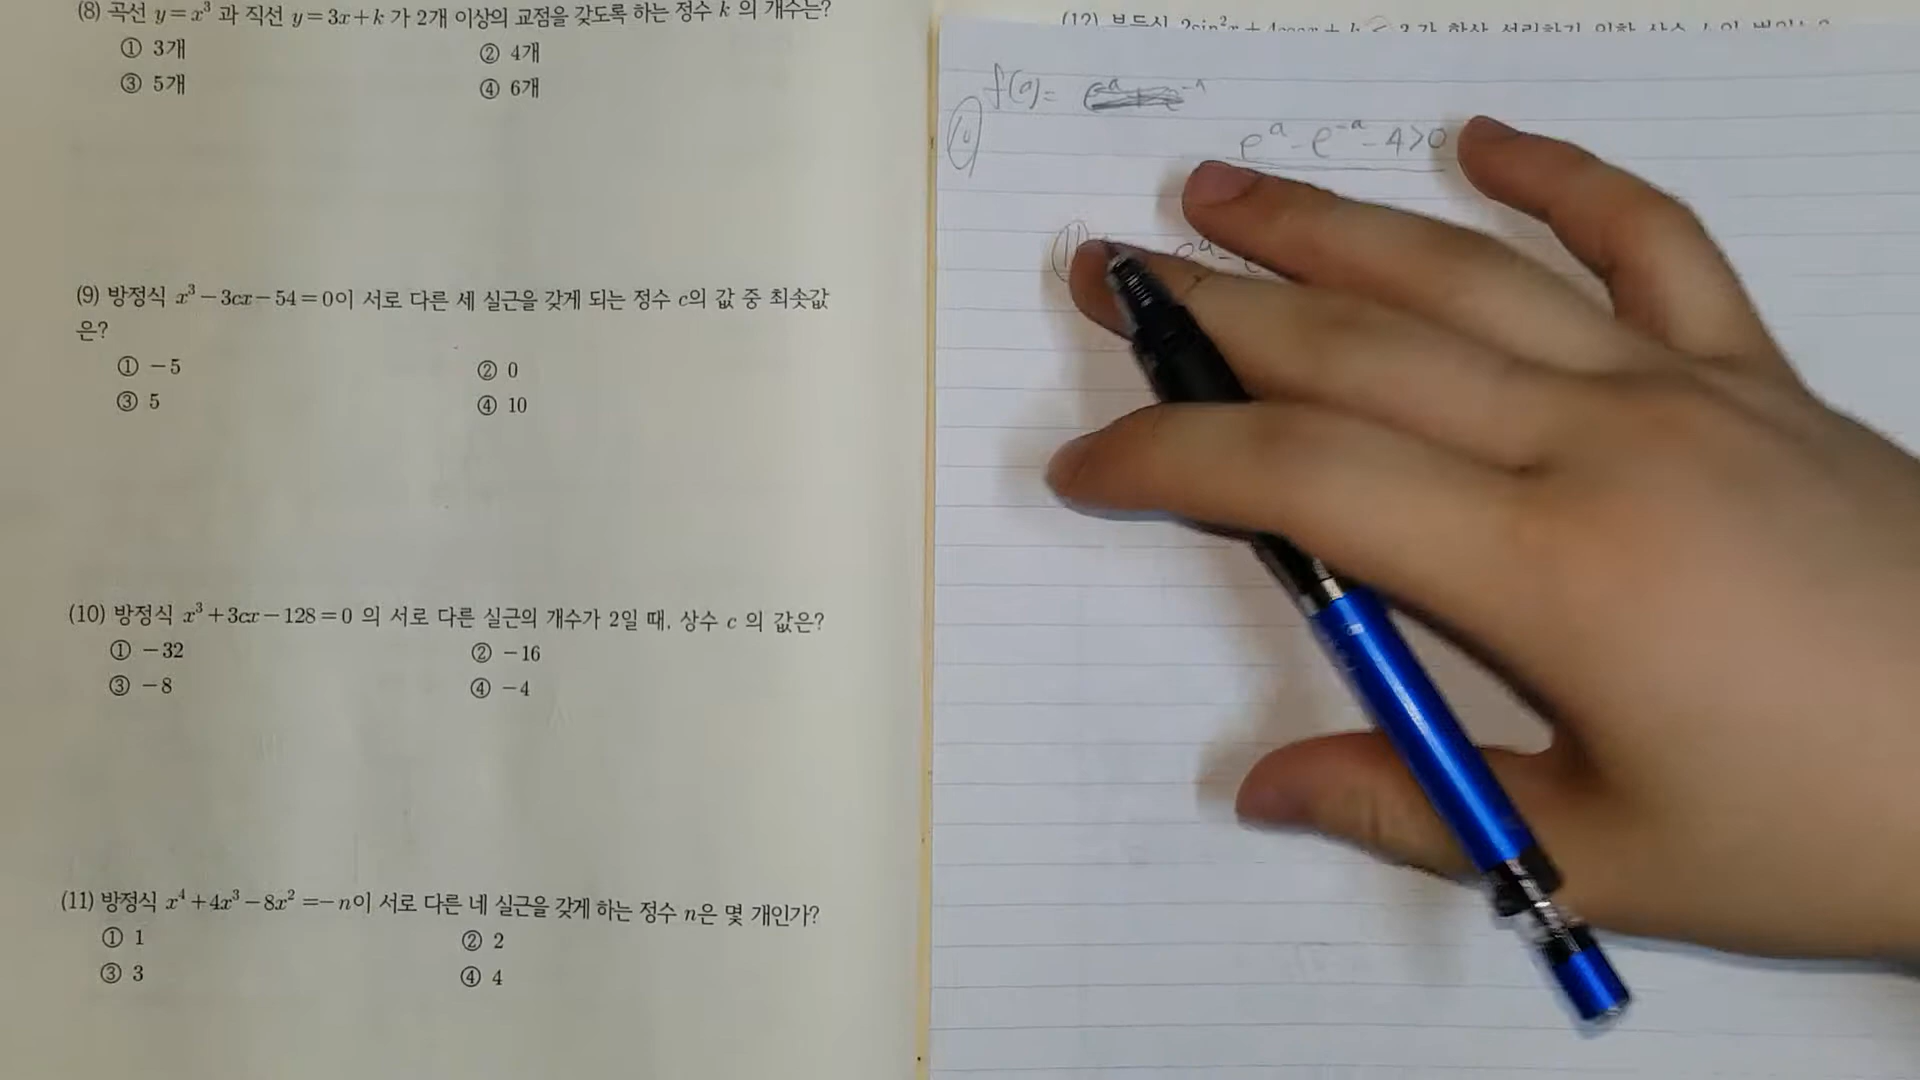 (8) 곡선 y=x³ 과 직선 y=3x+k 가 2개 이상의 교점을 갖도록 하는 정수 k 의 개수는?
① 3개 ② 4개
③ 5개 ④ 6개
(9) 방정식 x³-3cx-54=0이 서로 다른 세 실근을 갖게 되는 정수 c의 값 중 최솟값
은?
① -5 ② 0
③ 5 ④ 10
(10) 방정식 x³+3cx-128=0 의 서로 다른 실근의 개수가 2일 때, 상수 c 의 값은?
① -32 ② -16
③ -8 ④ -4
(11) 방정식 x⁴+4x³-8x²=-n이 서로 다른 네 실근을 갖게 하는 정수 n은 몇 개인가?
① 1 ② 2
③ 3 ④ 4
(12)
f(a)=
e^a-e^-a-4>0